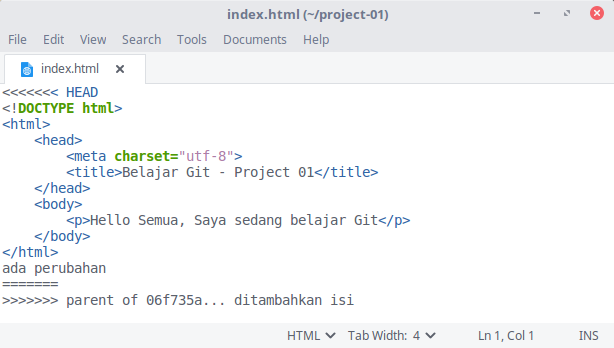 index.html (~/project-01)
File Edit View Search Tools Documents Help
index.html
<<<<<<< HEAD
<!DOCTYPE html>
<html>
    <head>
        <meta charset="utf-8">
        <title>Belajar Git - Project 01</title>
    </head>
    <body>
        <p>Hello Semua, Saya sedang belajar Git</p>
    </body>
</html>
ada perubahan
=======
>>>>>>> parent of 06f735a... ditambahkan isi
HTML Tab Width: 4 Ln 1, Col 1 INS